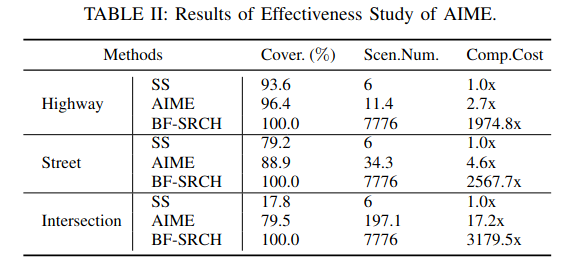 TABLE II: Results of Effectiveness Study of AIME.
Methods Cover. (%) Scen.Num. Comp.Cost
SS 93.6 6 1.0x
Highway AIME 96.4 11.4 2.7x
BF-SRCH 100.0 7776 1974.8x
SS 79.2 6 1.0x
Street AIME 88.9 34.3 4.6x
BF-SRCH 100.0 7776 2567.7x
SS 17.8 6 1.0x
Intersection AIME 79.5 197.1 17.2x
BF-SRCH 100.0 7776 3179.5x